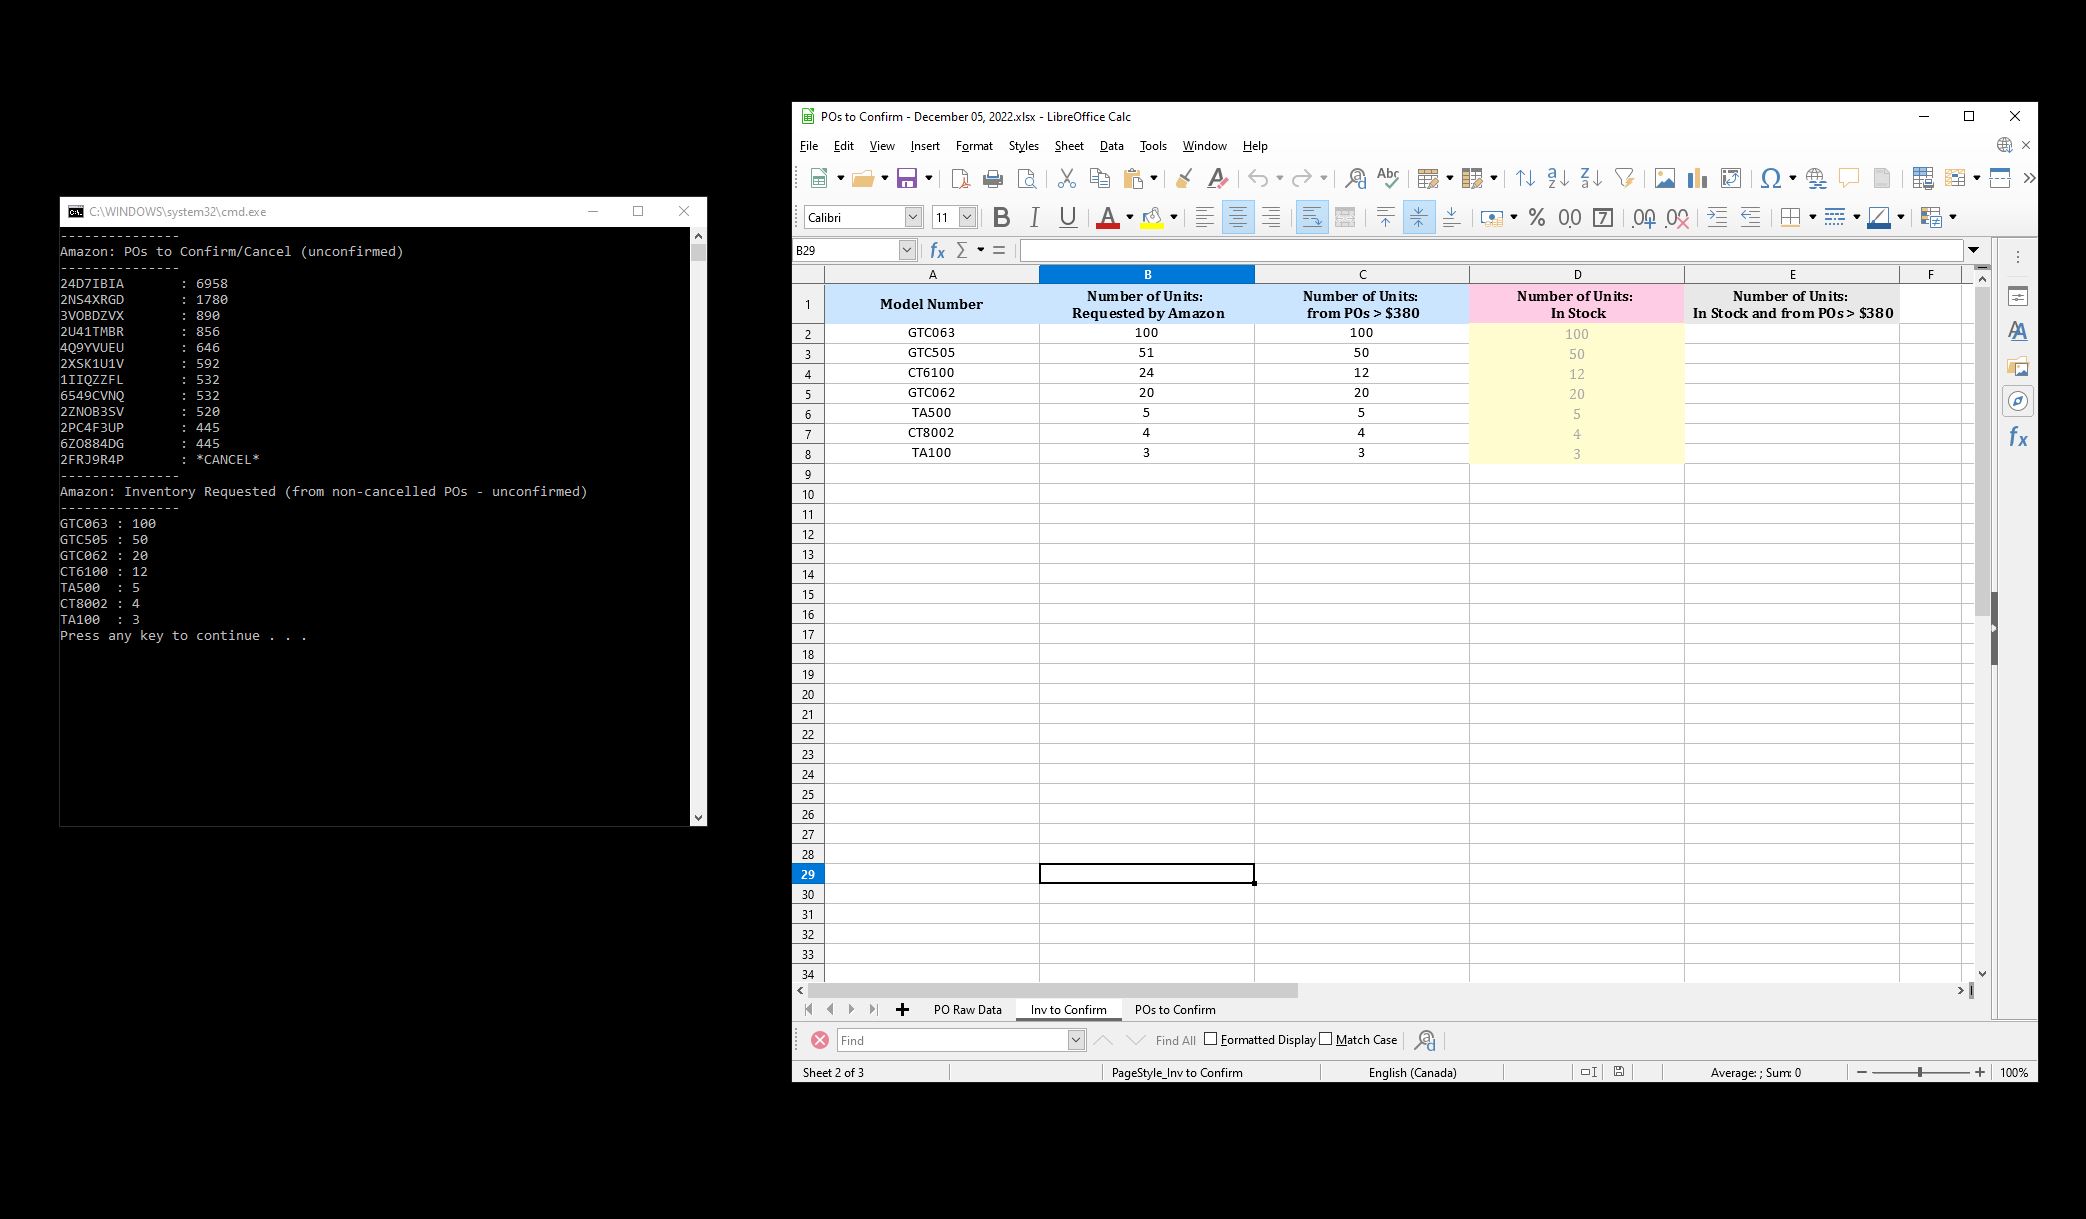 C:\WINDOWS\system32\cmd.exe
---------------
Amazon: POs to Confirm/Cancel (unconfirmed)
---------------
24D7IBIA       : 6958
2NS4XRGD       : 1780
3VOBDZVX       : 890
2U41TMBR       : 856
4Q9YVUEU       : 646
2XSK1U1V       : 592
1IIQZZFL       : 532
6549CVNQ       : 532
2ZNOB3SV       : 520
2PC4F3UP       : 445
6ZO884DG       : 445
2FRJ9R4P       : *CANCEL*
---------------
Amazon: Inventory Requested (from non-cancelled POs - unconfirmed)
---------------
GTC063 : 100
GTC505 : 50
GTC062 : 20
CT6100 : 12
TA500  : 5
CT8002 : 4
TA100  : 3
Press any key to continue . . .
POs to Confirm - December 05, 2022.xlsx - LibreOffice Calc
File Edit View Insert Format Styles Sheet Data Tools Window Help
Calibri 11
B29
A B C D E F
1 Model Number Number of Units: Requested by Amazon Number of Units: from POs > $380 Number of Units: In Stock Number of Units: In Stock and from POs > $380
2 GTC063 100 100 100
3 GTC505 51 50 50
4 CT6100 24 12 12
5 GTC062 20 20 20
6 TA500 5 5 5
7 CT8002 4 4 4
8 TA100 3 3 3
9
10
11
12
13
14
15
16
17
18
19
20
21
22
23
24
25
26
27
28
29
30
31
32
33
34
PO Raw Data Inv to Confirm POs to Confirm
Find Find All Formatted Display Match Case
Sheet 2 of 3 PageStyle_Inv to Confirm English (Canada) Average: ; Sum: 0 100%